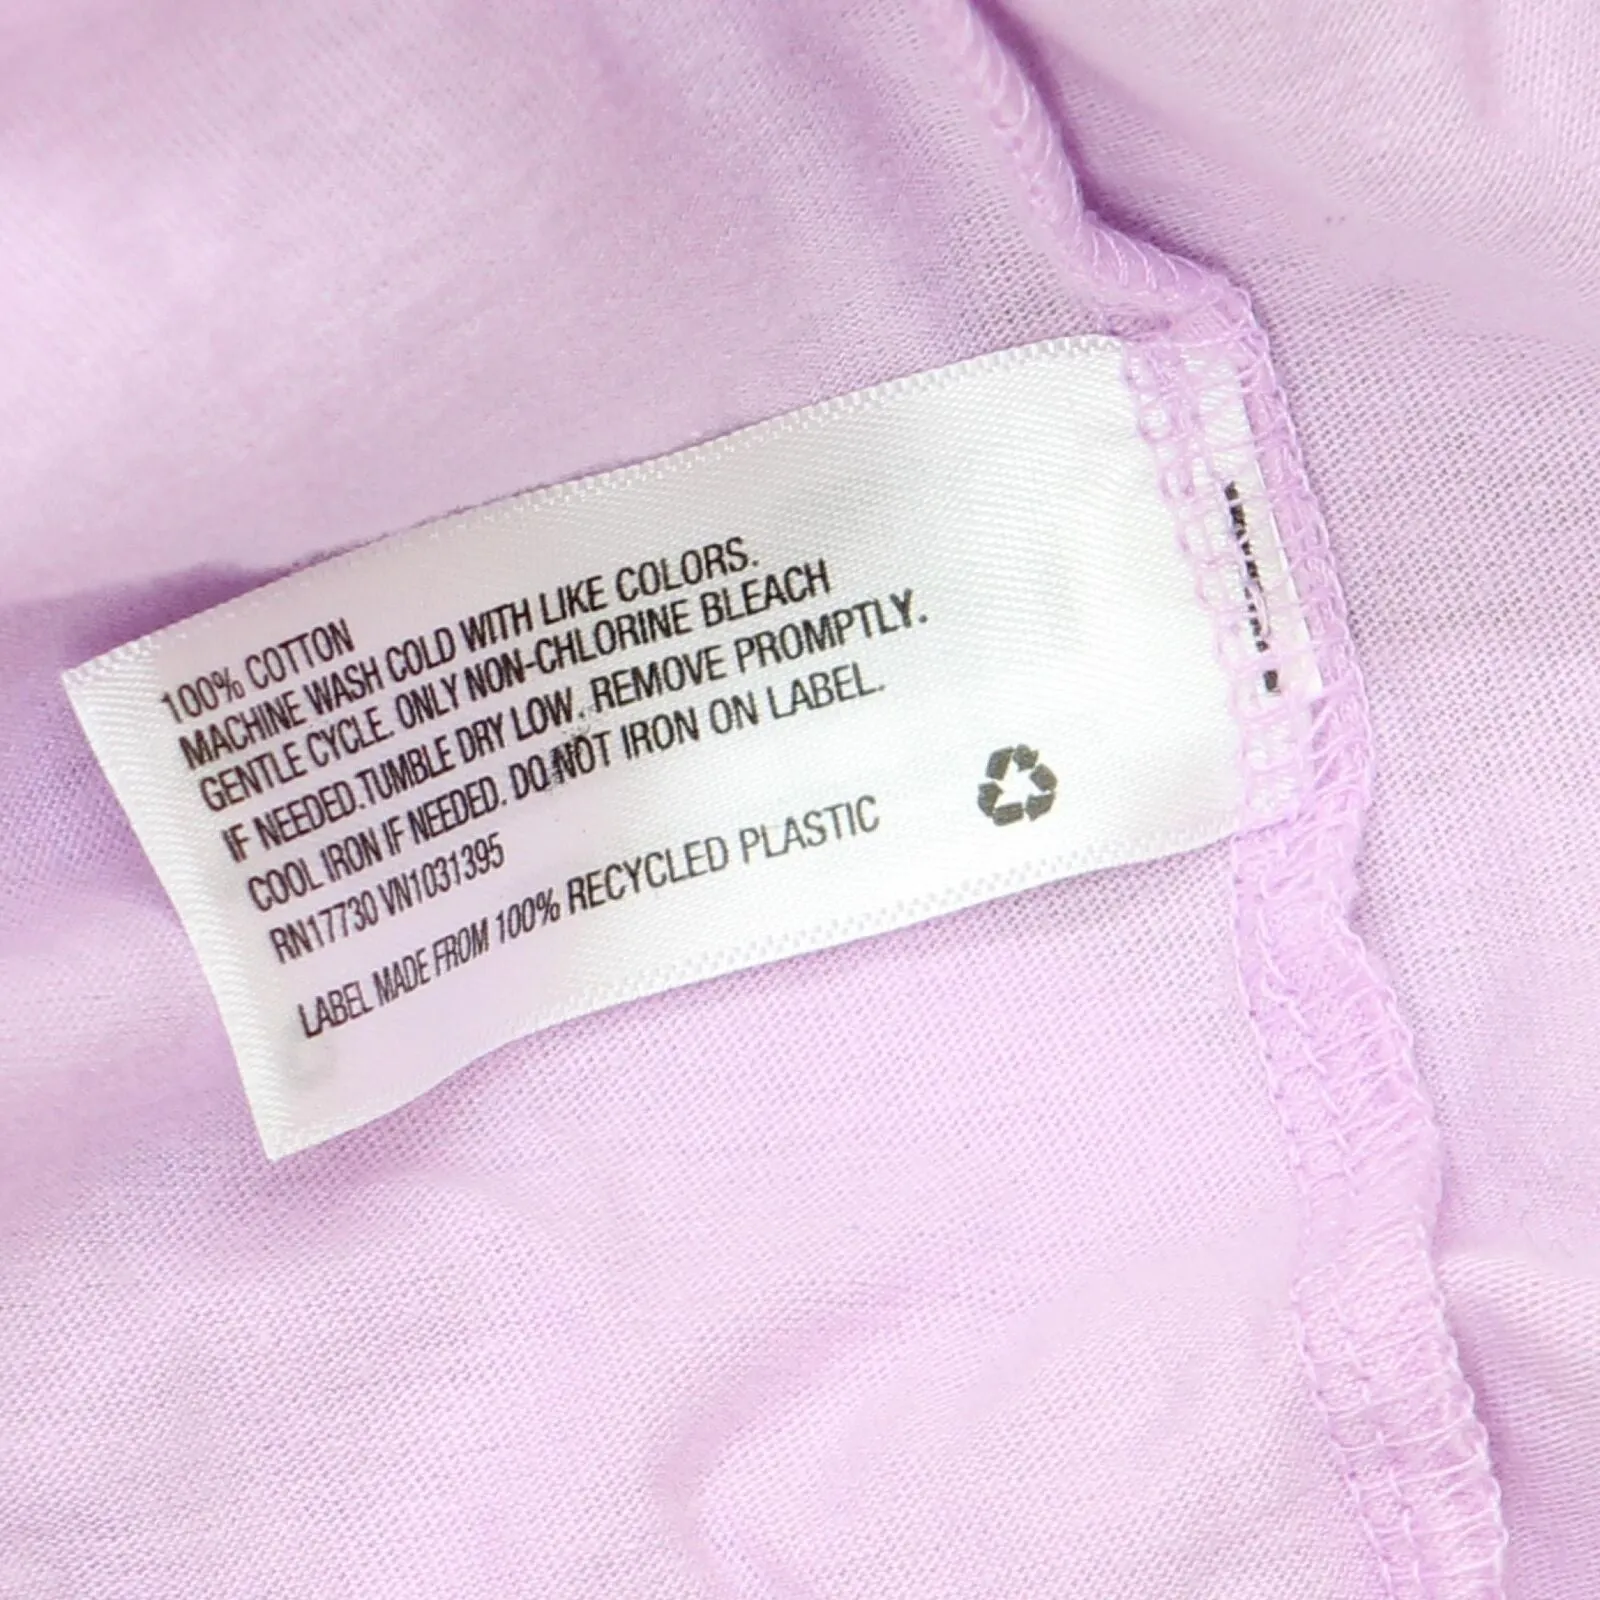 100% COTTON
MACHINE WASH COLD WITH LIKE COLORS.
GENTLE CYCLE. ONLY NON-CHLORINE BLEACH
IF NEEDED.TUMBLE DRY LOW. REMOVE PROMPTLY.
COOL IRON IF NEEDED. DO NOT IRON ON LABEL.
RN17730 VN1031395
LABEL MADE FROM 100% RECYCLED PLASTIC